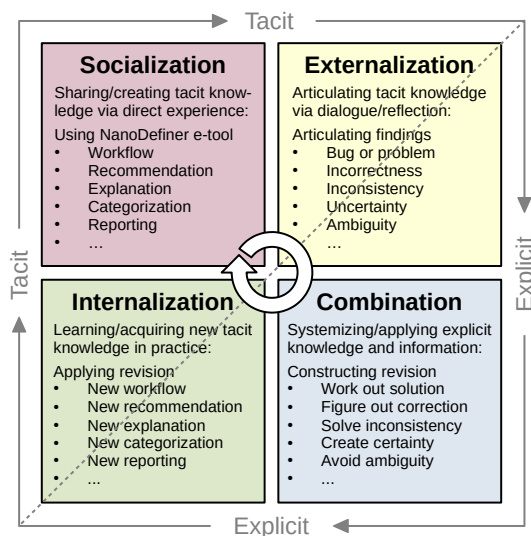 Tacit
Socialization
Sharing/creating tacit know-
ledge via direct experience:
Using NanoDefiner e-tool
• Workflow
• Recommendation
• Explanation
• Categorization
• Reporting
• ...
Externalization
Articulating tacit knowledge
via dialogue/reflection:
Articulating findings
• Bug or problem
• Incorrectness
• Inconsistency
• Uncertainty
• Ambiguity
• ...
Tacit
Explicit
Internalization
Learning/acquiring new tacit
knowledge in practice:
Applying revision
• New workflow
• New recommendation
• New explanation
• New categorization
• New reporting
• ...
Combination
Systemizing/applying explicit
knowledge and information:
Constructing revision
• Work out solution
• Figure out correction
• Solve inconsistency
• Create certainty
• Avoid ambiguity
• ...
Explicit